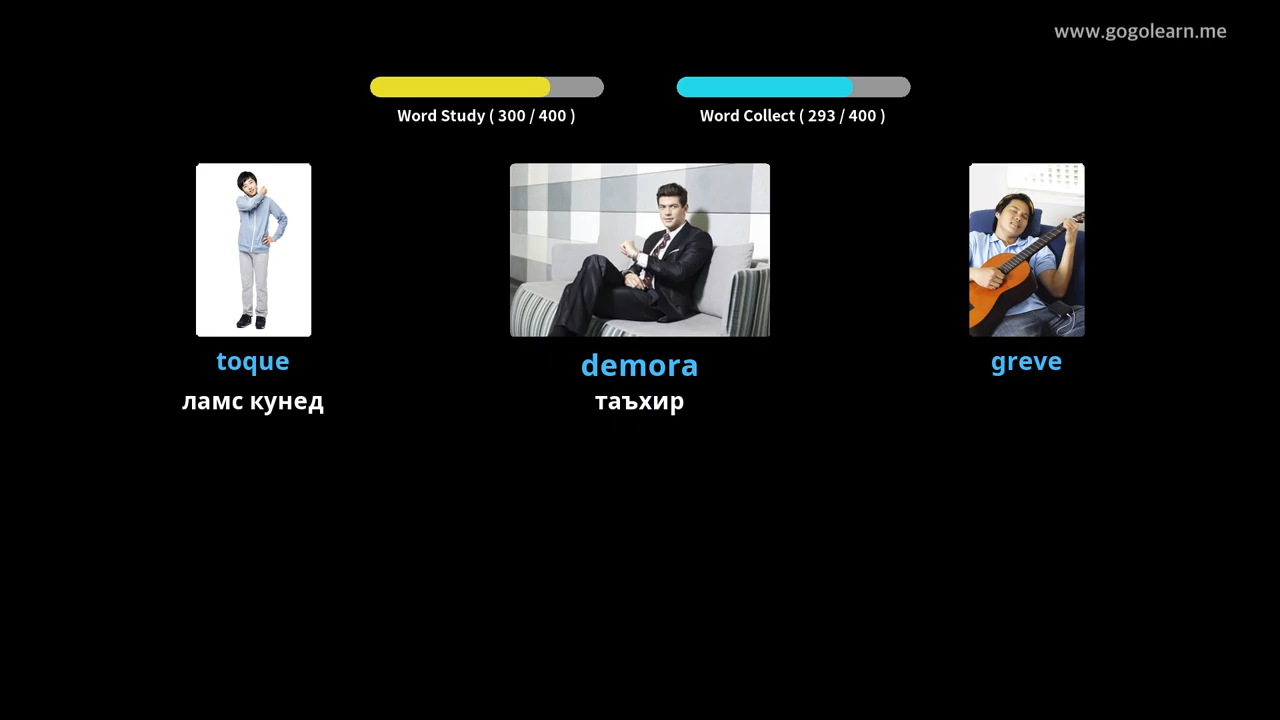 www.gogolearn.me
Word Study ( 300 / 400 )
Word Collect ( 293 / 400 )
toque
demora
greve
ламс кунед
таъхир